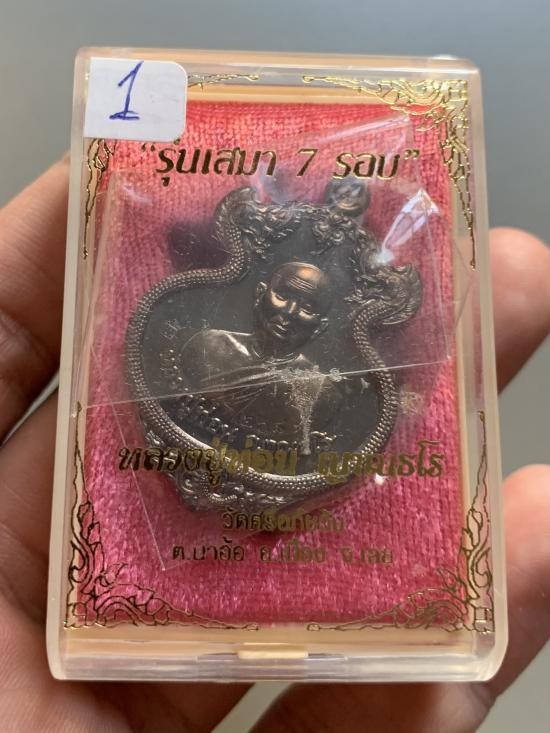 1
"รุ่นเสมา 7 รอบ"
หลวงปู่ท่อน ญาณธโร
วัดศรีอภัยวัน
ต.นาอ้อ อ.เมือง จ.เลย